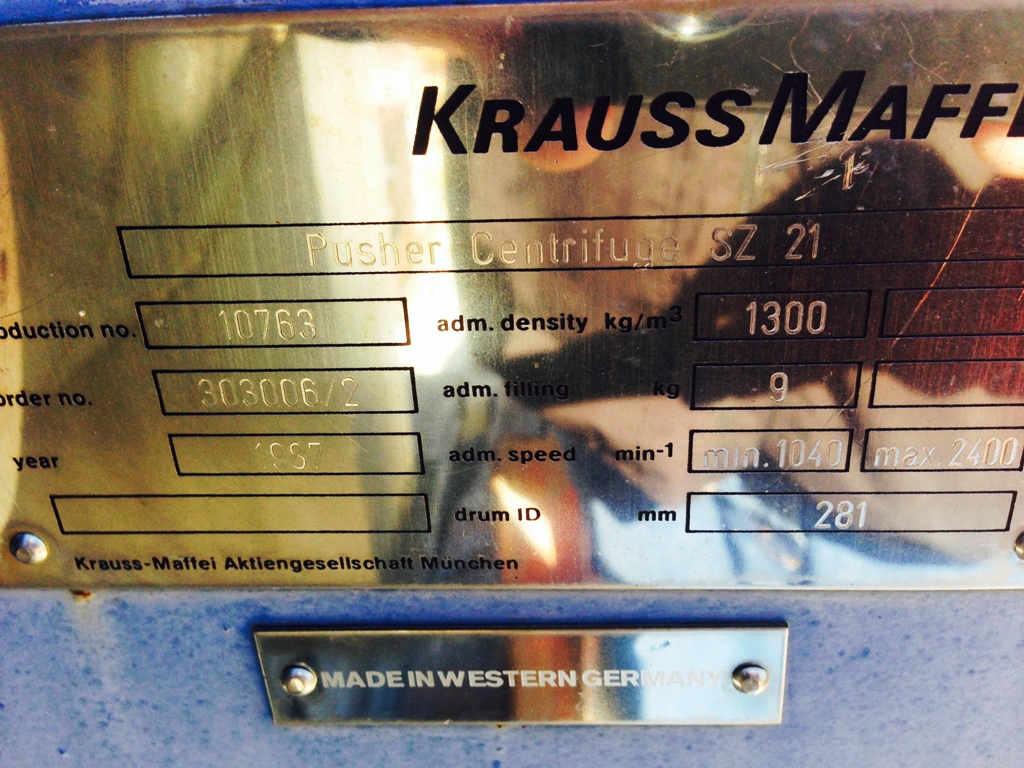 KRAUSSMAFFE
Pusher Centrifuge SZ 21
oduction no. 10763 adm. density kg/m³ 1300
order no. 303006/2 adm. filling kg 9
year 1987 adm. speed min-1 min. 1040 max. 2400
drum ID mm 281
Krauss-Maffei Aktiengesellschaft München
MADE IN WESTERN GERMANY